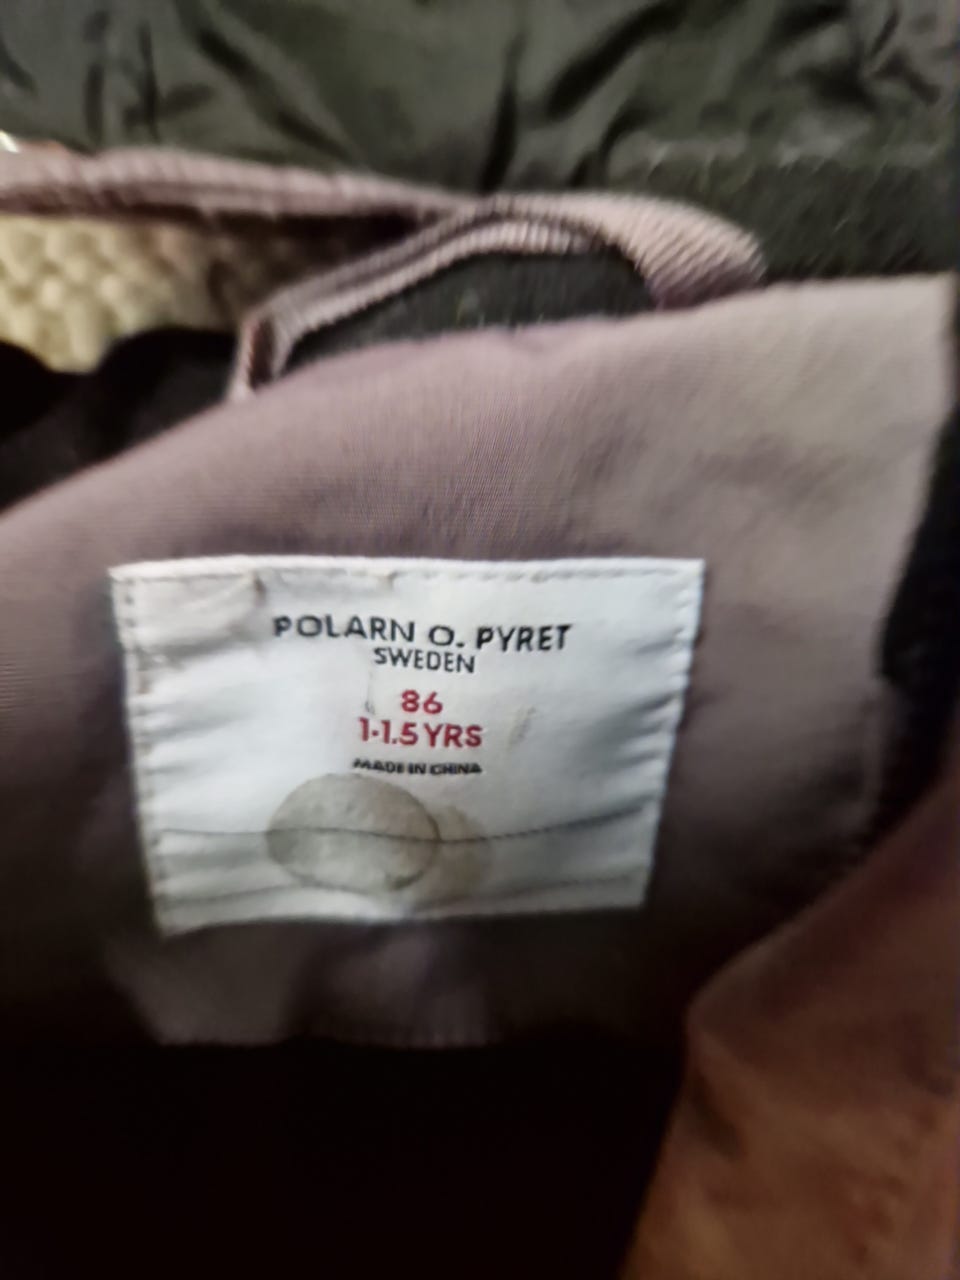 POLARN O. PYRET
SWEDEN
86
1-1.5 YRS
MADE IN CHINA